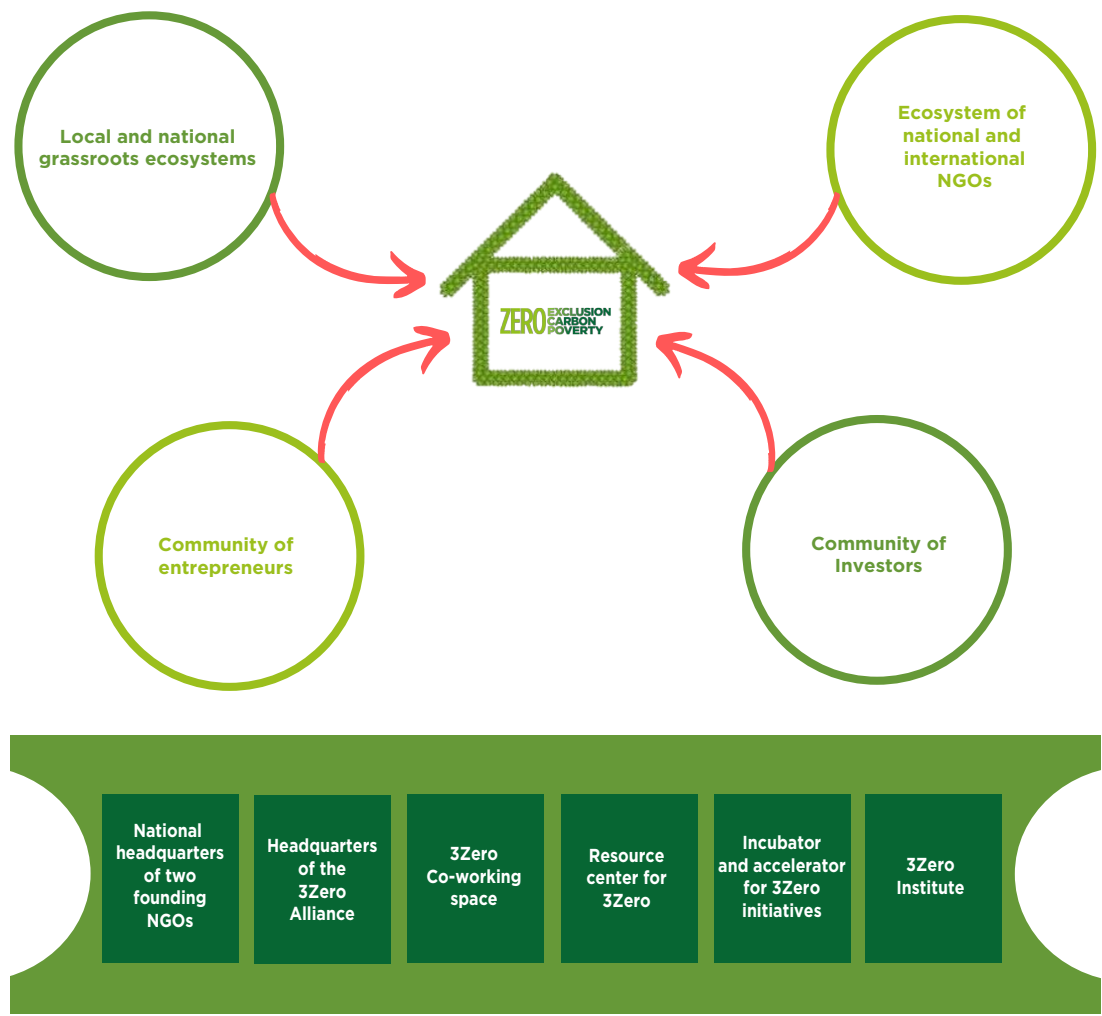 Local and national
grassroots ecosystems
Ecosystem of
national and
international
NGOs
ZERO EXCLUSION
CARBON
POVERTY
Community of
entrepreneurs
Community of
Investors
National
headquarters
of two
founding
NGOs
Headquarters
of the
3Zero
Alliance
3Zero
Co-working
space
Resource
center for
3Zero
Incubator
and accelerator
for 3Zero
initiatives
3Zero
Institute